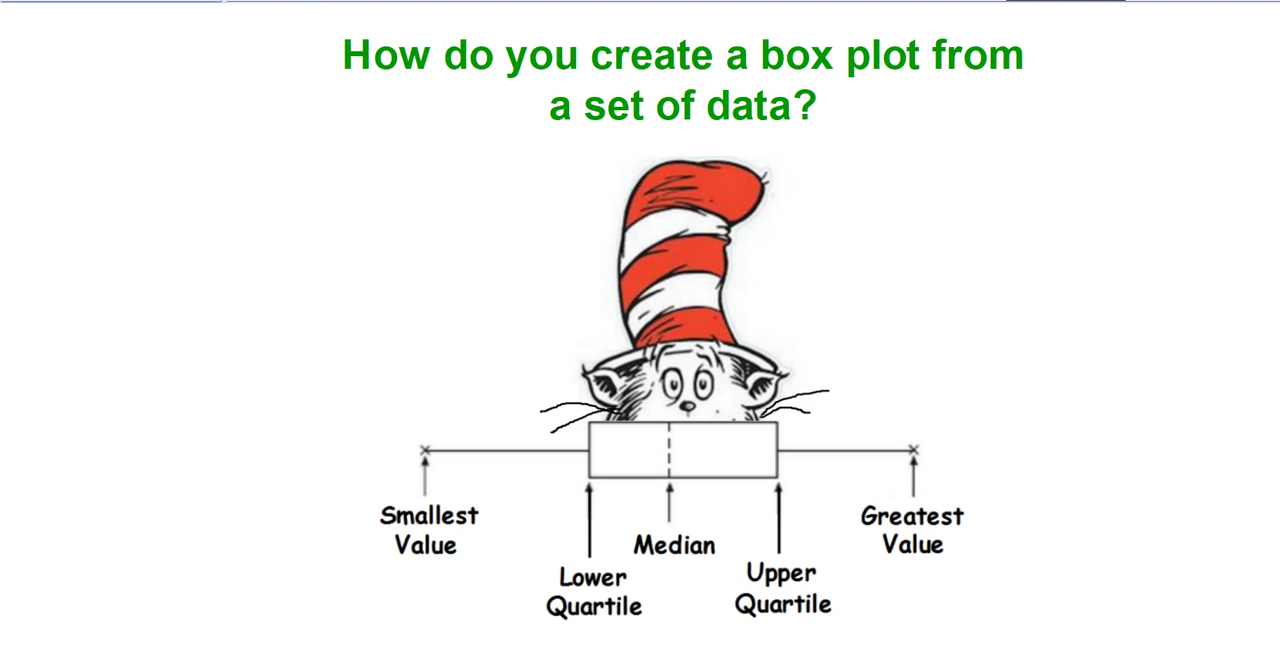 How do you create a box plot from
a set of data?
Smallest
Value
Lower
Quartile
Median
Upper
Quartile
Greatest
Value